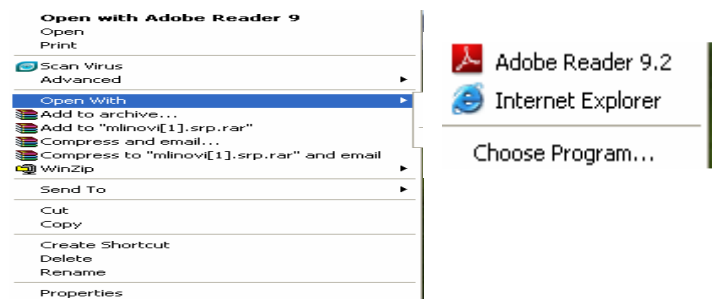 Open with Adobe Reader 9
Open
Print
Scan Virus
Advanced
Open With
Add to archive...
Add to "mlinovi[1].srp.rar"
Compress and email...
Compress to "mlinovi[1].srp.rar" and email
WinZip
Send To
Cut
Copy
Create Shortcut
Delete
Rename
Properties
Adobe Reader 9.2
Internet Explorer
Choose Program...